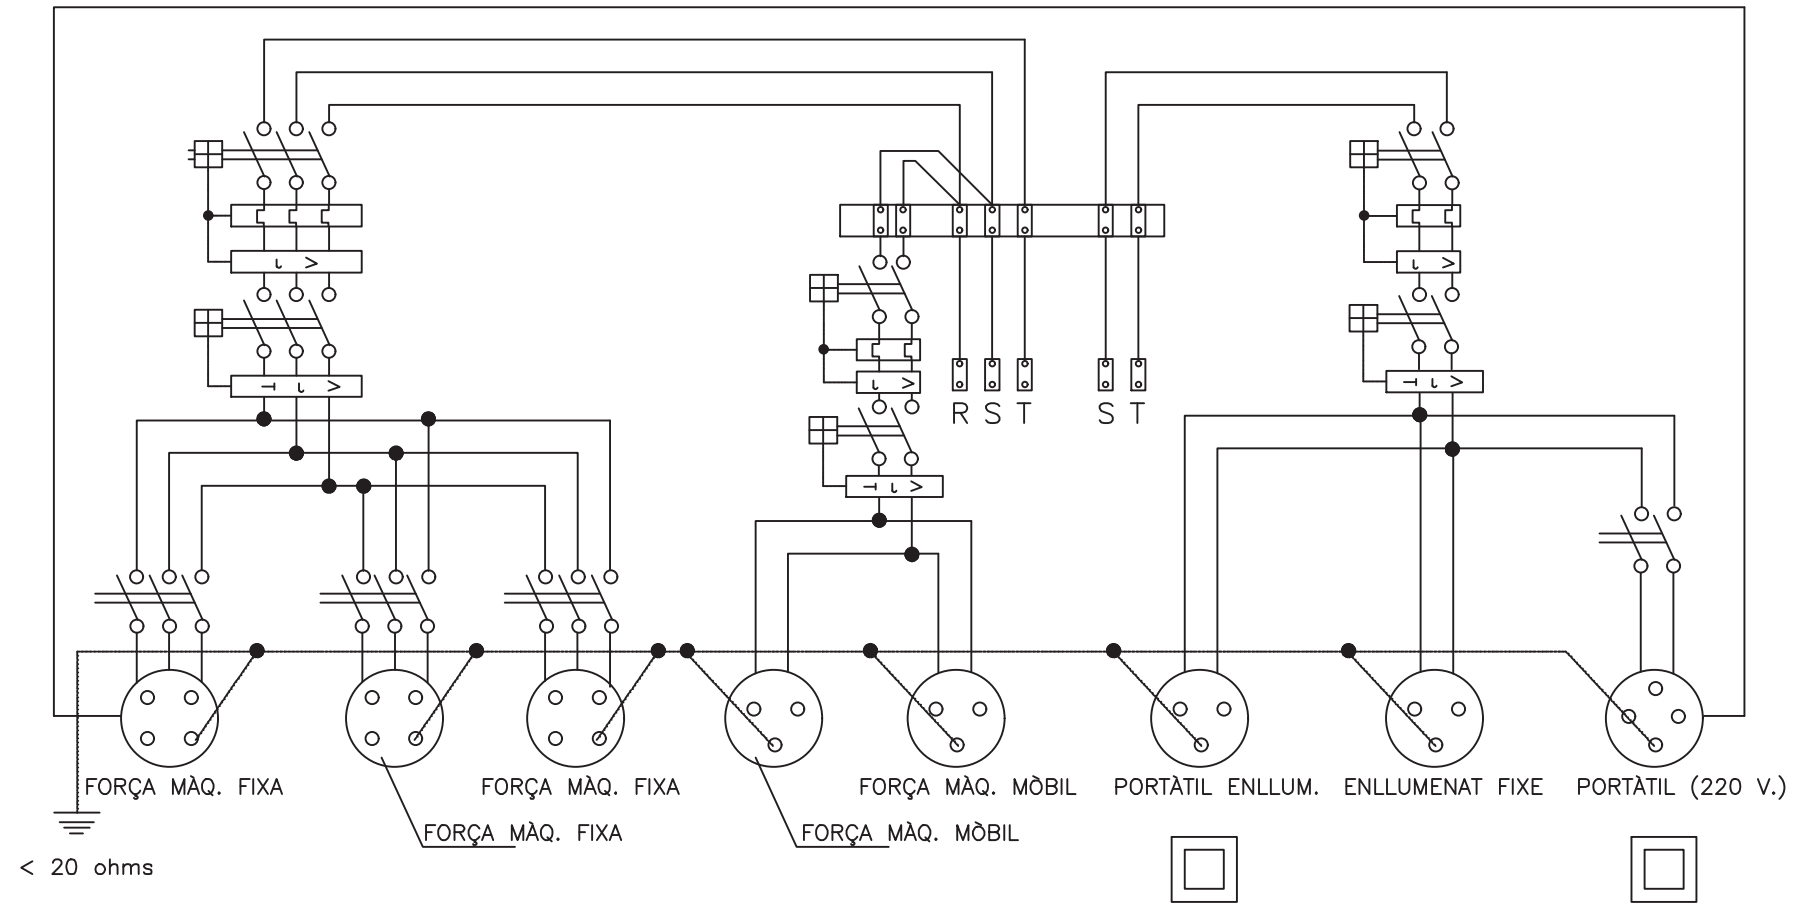 R S T S T
FORÇA MÀQ. FIXA
FORÇA MÀQ. FIXA
FORÇA MÀQ. MÒBIL
PORTÀTIL ENLLUM.
ENLLUMENAT FIXE
PORTÀTIL (220 V.)
FORÇA MÀQ. FIXA
FORÇA MÀQ. MÒBIL
< 20 ohms